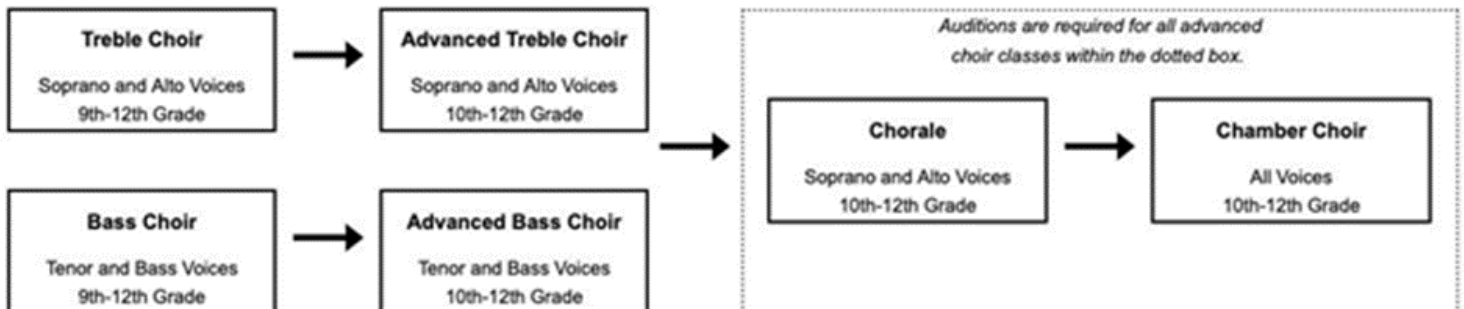 Treble Choir
Soprano and Alto Voices
9th-12th Grade
Advanced Treble Choir
Soprano and Alto Voices
10th-12th Grade
Bass Choir
Tenor and Bass Voices
9th-12th Grade
Advanced Bass Choir
Tenor and Bass Voices
10th-12th Grade
Auditions are required for all advanced
choir classes within the dotted box.
Chorale
Soprano and Alto Voices
10th-12th Grade
Chamber Choir
All Voices
10th-12th Grade